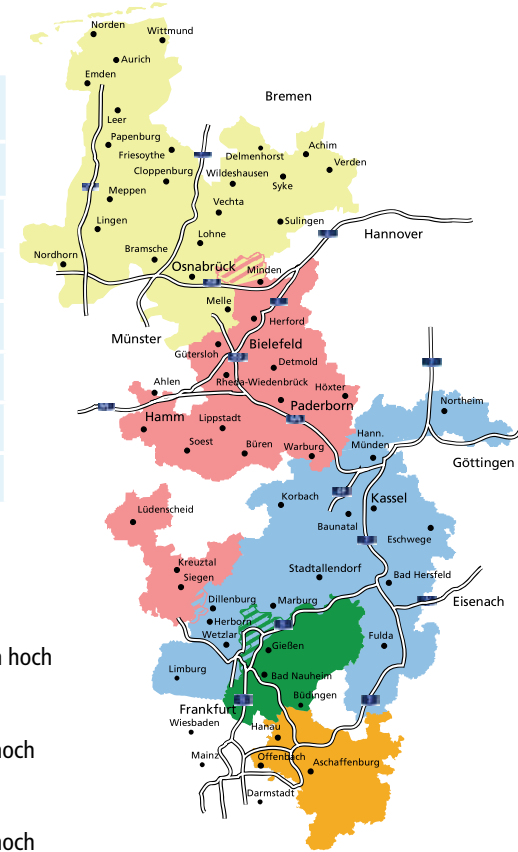 Norden
Wittmund
Aurich
Emden
Bremen
Leer
Papenburg
Friesoythe
Delmenhorst
Achim
Verden
Cloppenburg
Wildeshausen
Syke
Meppen
Vechta
Lingen
Sulingen
Hannover
Lohne
Nordhorn
Bramsche
Osnabrück
Minden
Melle
Herford
Münster
Gütersloh
Bielefeld
Detmold
Ahlen
Rheda-Wiedenbrück
Höxter
Paderborn
Northeim
Hamm
Lippstadt
Hann.
Münden
Soest
Büren
Warburg
Göttingen
Korbach
Kassel
Lüdenscheid
Baunatal
Eschwege
Kreuztal
Siegen
Stadtallendorf
Bad Hersfeld
Dillenburg
Marburg
Eisenach
Herborn
Wetzlar
Gießen
Fulda
hoch
Limburg
Bad Nauheim
Büdingen
Frankfurt
Wiesbaden
Hanau
hoch
Mainz
Offenbach
Aschaffenburg
Darmstadt
hoch